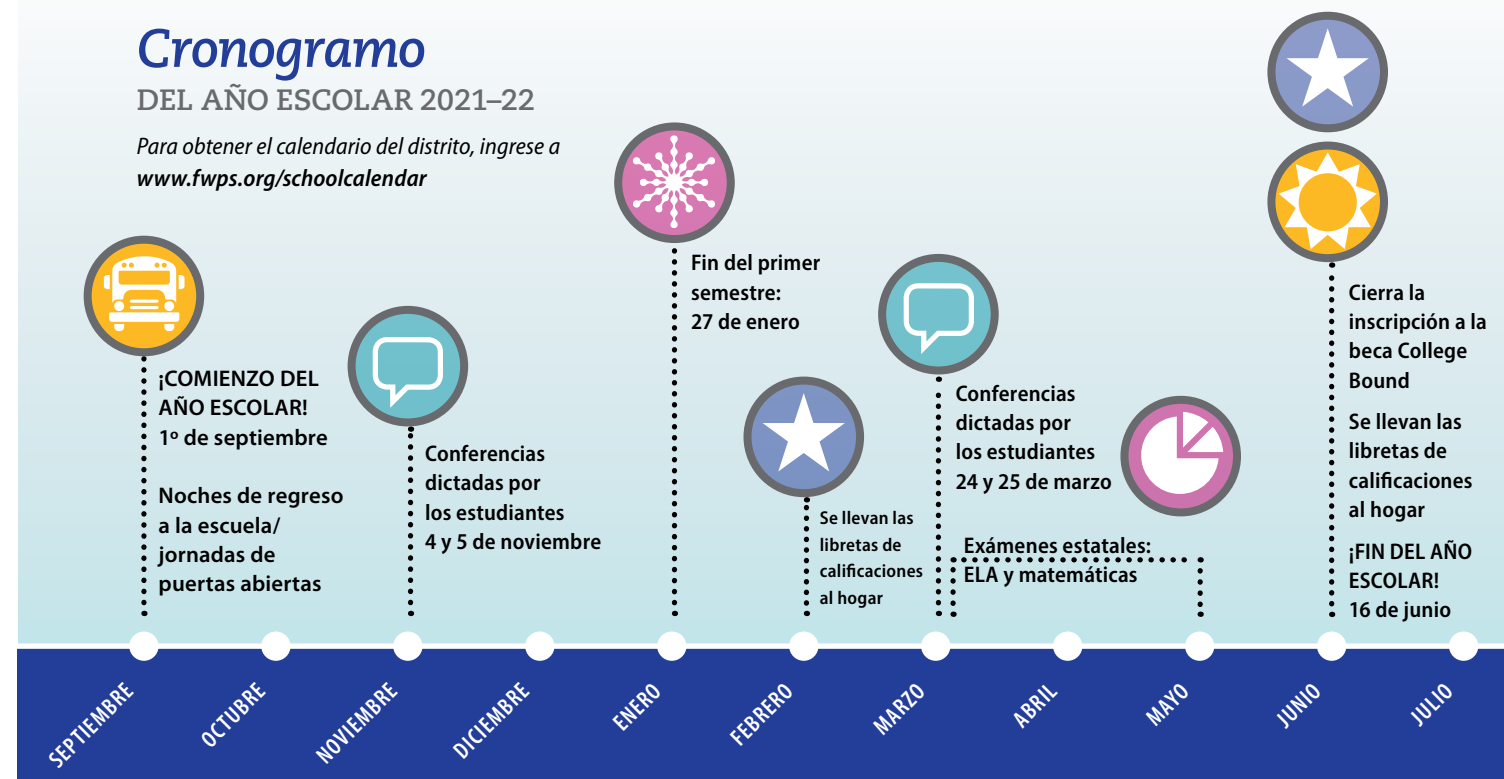 Cronogramo
DEL AÑO ESCOLAR 2021–22
Para obtener el calendario del distrito, ingrese a
www.fwps.org/schoolcalendar
¡COMIENZO DEL
AÑO ESCOLAR!
1º de septiembre
Noches de regreso
a la escuela/
jornadas de
puertas abiertas
Conferencias
dictadas por
los estudiantes
4 y 5 de noviembre
Fin del primer
semestre:
27 de enero
Se llevan las
libretas de
calificaciones
al hogar
Conferencias
dictadas por
los estudiantes
24 y 25 de marzo
Exámenes estatales:
ELA y matemáticas
Cierra la
inscripción a la
beca College
Bound
Se llevan las
libretas de
calificaciones
al hogar
¡FIN DEL AÑO
ESCOLAR!
16 de junio
SEPTIEMBRE
OCTUBRE
NOVIEMBRE
DICIEMBRE
ENERO
FEBRERO
MARZO
ABRIL
MAYO
JUNIO
JULIO